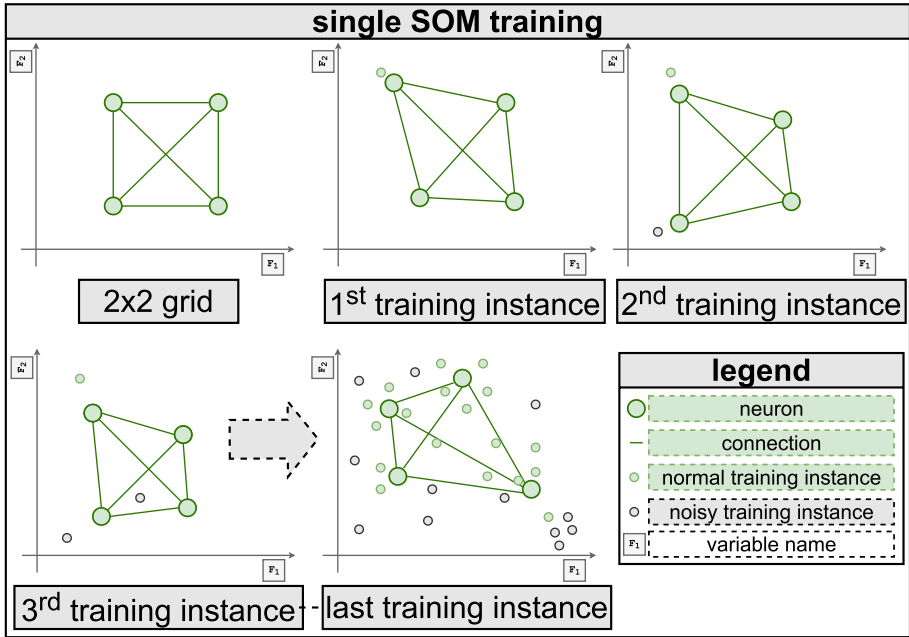 single SOM training
F₂
F₁
2x2 grid
F₂
F₁
1st training instance
F₂
F₁
2nd training instance
F₂
F₁
3rd training instance
F₂
F₁
last training instance
legend
neuron
connection
normal training instance
noisy training instance
F₁ variable name